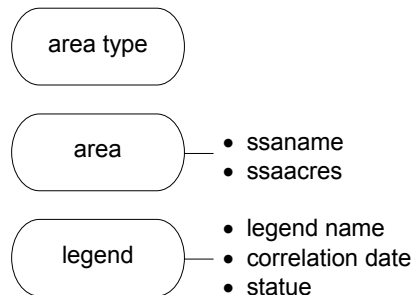 area type
area
• ssaname
• ssaacres
legend
• legend name
• correlation date
• statue